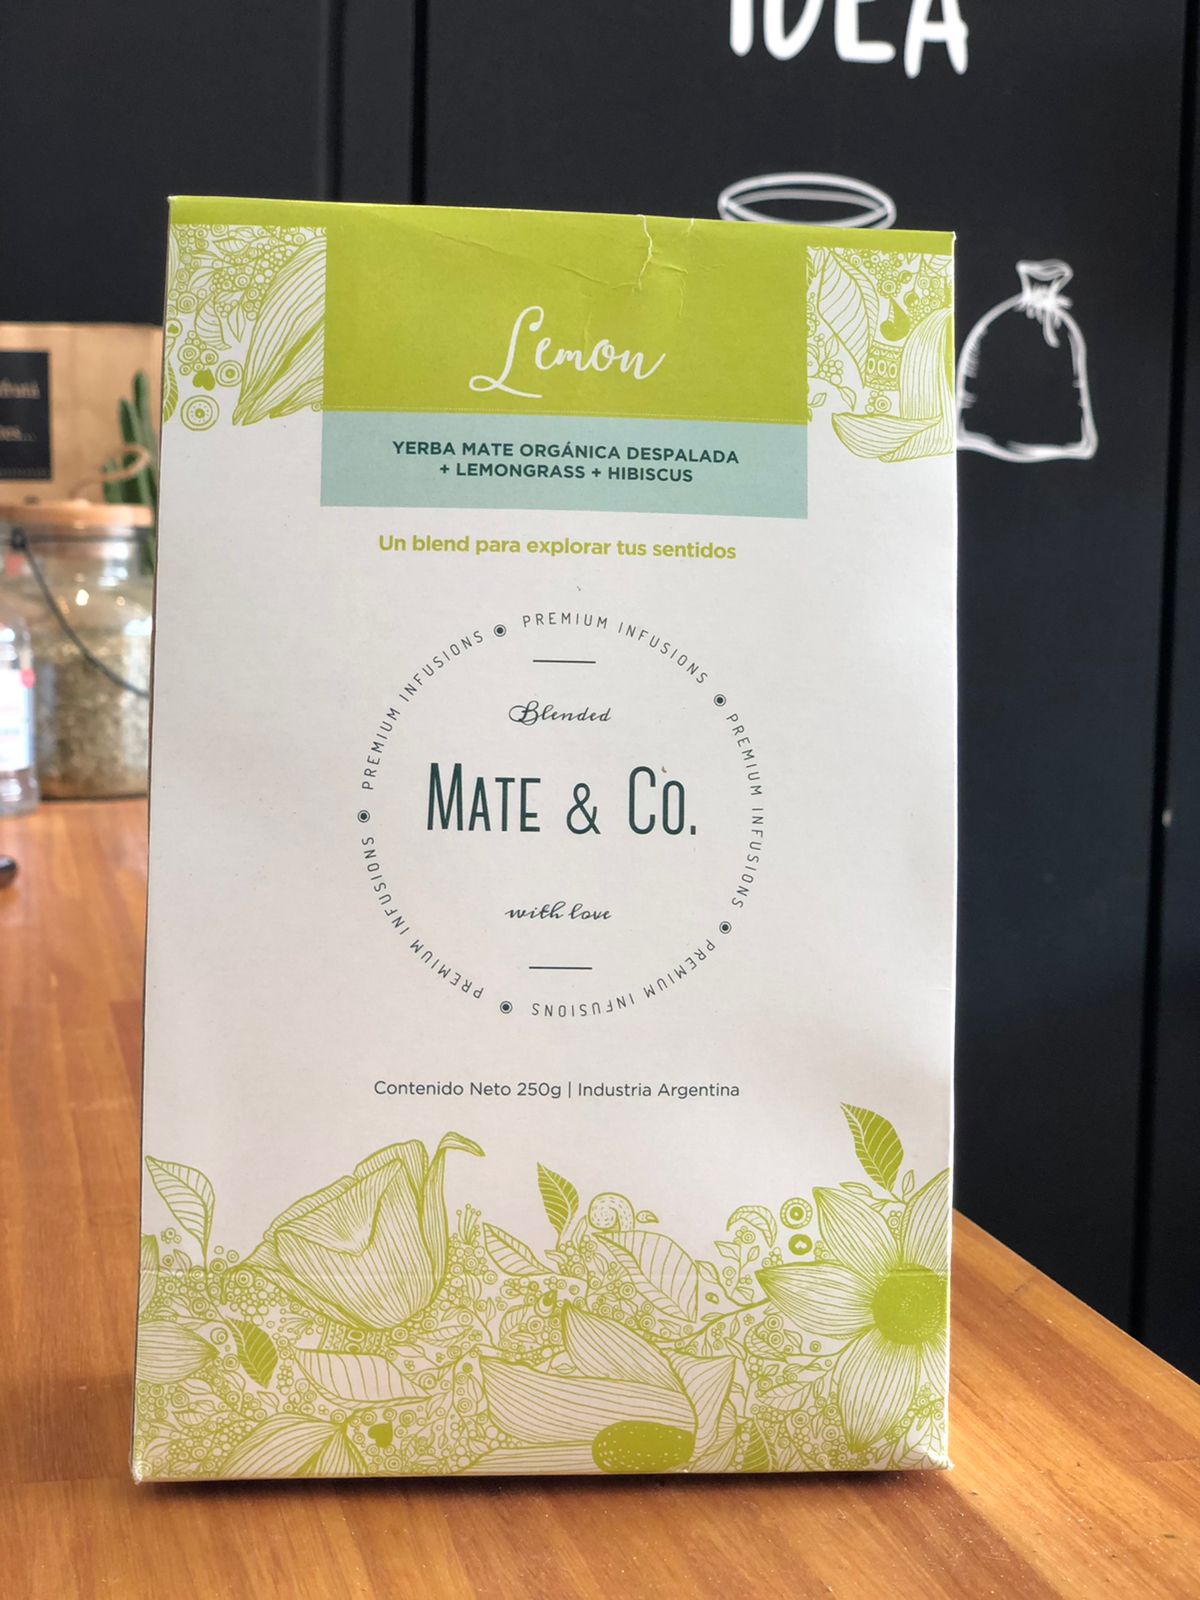 IDEA
Lemon
YERBA MATE ORGÁNICA DESPALADA
+ LEMONGRASS + HIBISCUS
Un blend para explorar tus sentidos
PREMIUM INFUSIONS
PREMIUM INFUSIONS
PREMIUM INFUSIONS
PREMIUM INFUSIONS
PREMIUM INFUSIONS
Blended
MATE & CO.
with love
Contenido Neto 250g | Industria Argentina